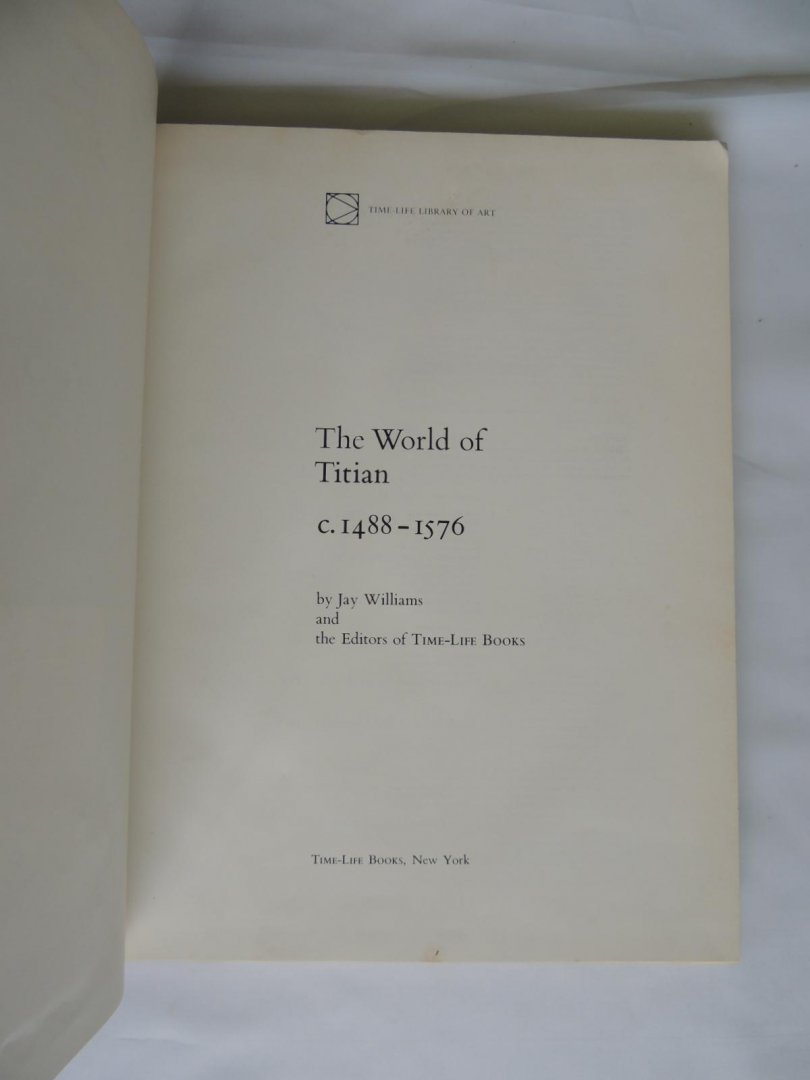 TIME-LIFE LIBRARY OF ART
The World of
Titian
c. 1488-1576
by Jay Williams
and
the Editors of TIME-LIFE BOOKS
TIME-LIFE BOOKS, New York